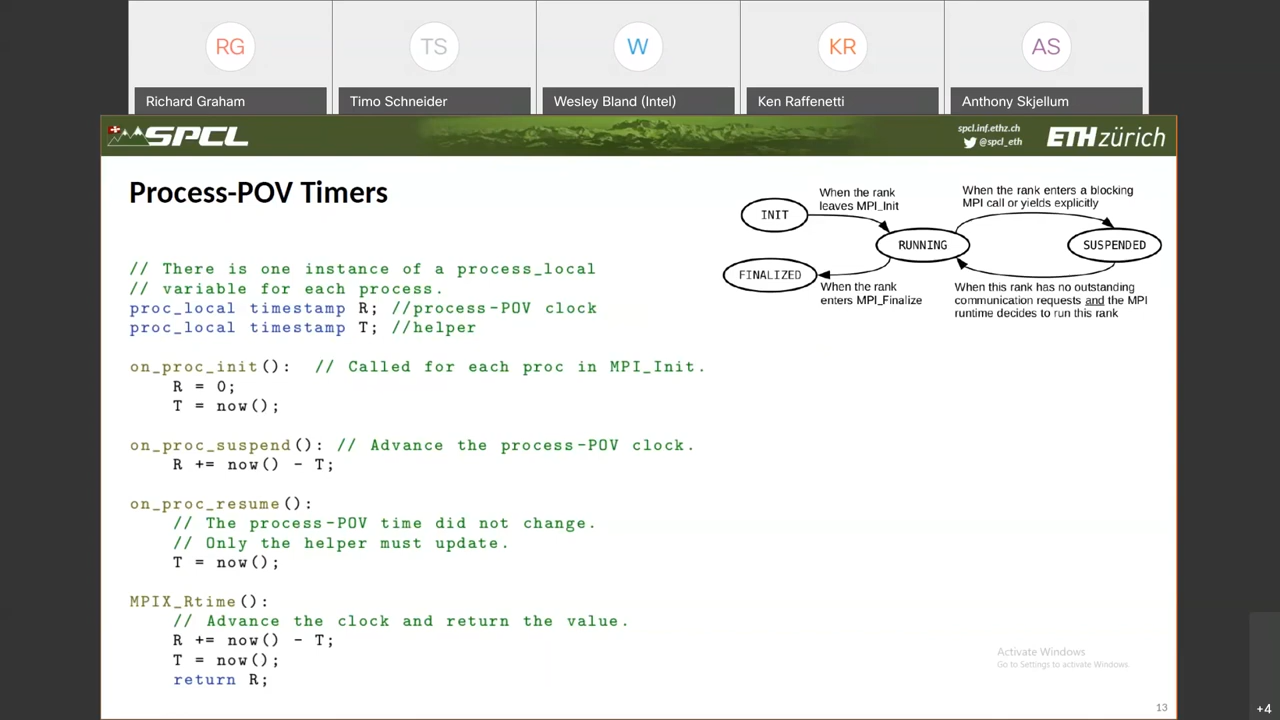 RG
TS
W
KR
AS
Richard Graham
Timo Schneider
Wesley Bland (Intel)
Ken Raffenetti
Anthony Skjellum
SPCL
spcl.inf.ethz.ch
@spcl_eth
ETH zürich
Process-POV Timers
When the rank
leaves MPI_Init
When the rank enters a blocking
MPI call or yields explicitly
INIT
RUNNING
SUSPENDED
FINALIZED
When the rank
enters MPI_Finalize
When this rank has no outstanding
communication requests and the MPI
runtime decides to run this rank
// There is one instance of a process_local
// variable for each process.
proc_local timestamp R; //process-POV clock
proc_local timestamp T; //helper
on_proc_init(): // Called for each proc in MPI_Init.
R = 0;
T = now();
on_proc_suspend(): // Advance the process-POV clock.
R += now() - T;
on_proc_resume():
// The process-POV time did not change.
// Only the helper must update.
T = now();
MPIX_Rtime():
// Advance the clock and return the value.
R += now() - T;
T = now();
return R;
Activate Windows
Go to Settings to activate Windows.
13
+4